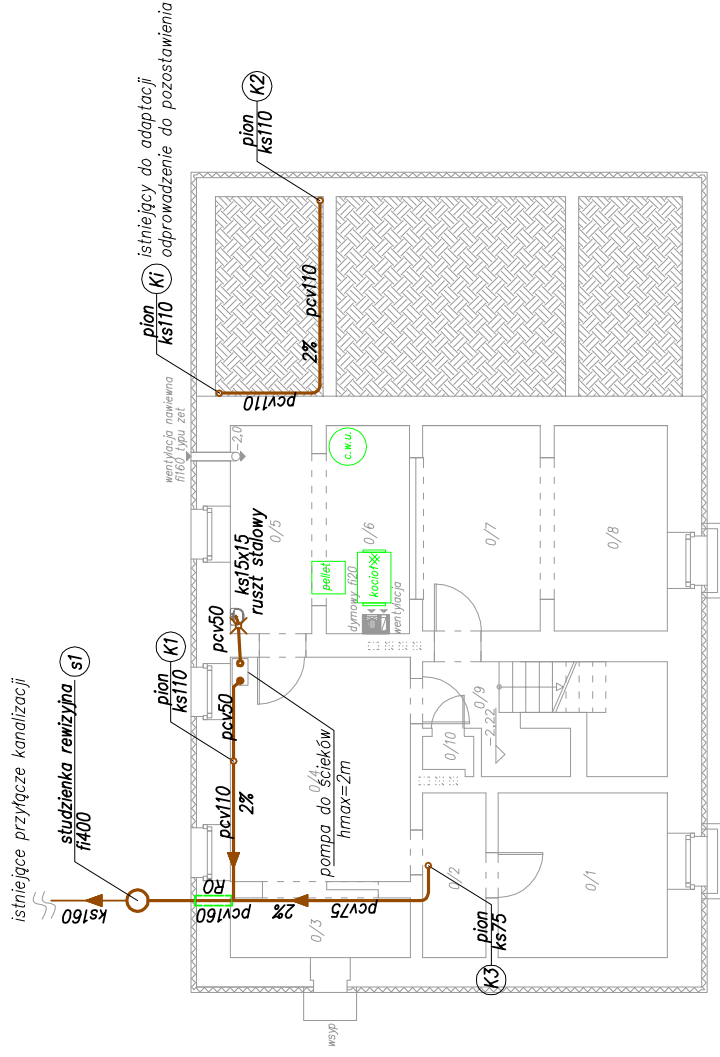 istniejące przyłącze kanalizacji
studzienka rewizyjna
fi400
s1
ks160
pion
ks110
K1
pion
ks110
Ki
istniejący do adaptacji
odprowadzenie do pozostawienia
pion
ks110
K2
pcv110
2%
pcv110
wentylacja nawiewna
fi160 typu zet
-2,0
ks15x15
ruszt stalowy
pcv50
pcv50
pcv110
2%
pompa do ścieków
hmax=2m
RO
pcv160
2%
pcv75
pion
ks75
K3
pellet
kocioł
c.w.u.
dymowy fi20
wentylacja
wsyp
0/1
0/2
0/3
0/4
0/5
0/6
0/7
0/8
0/9
-2,22
0/10